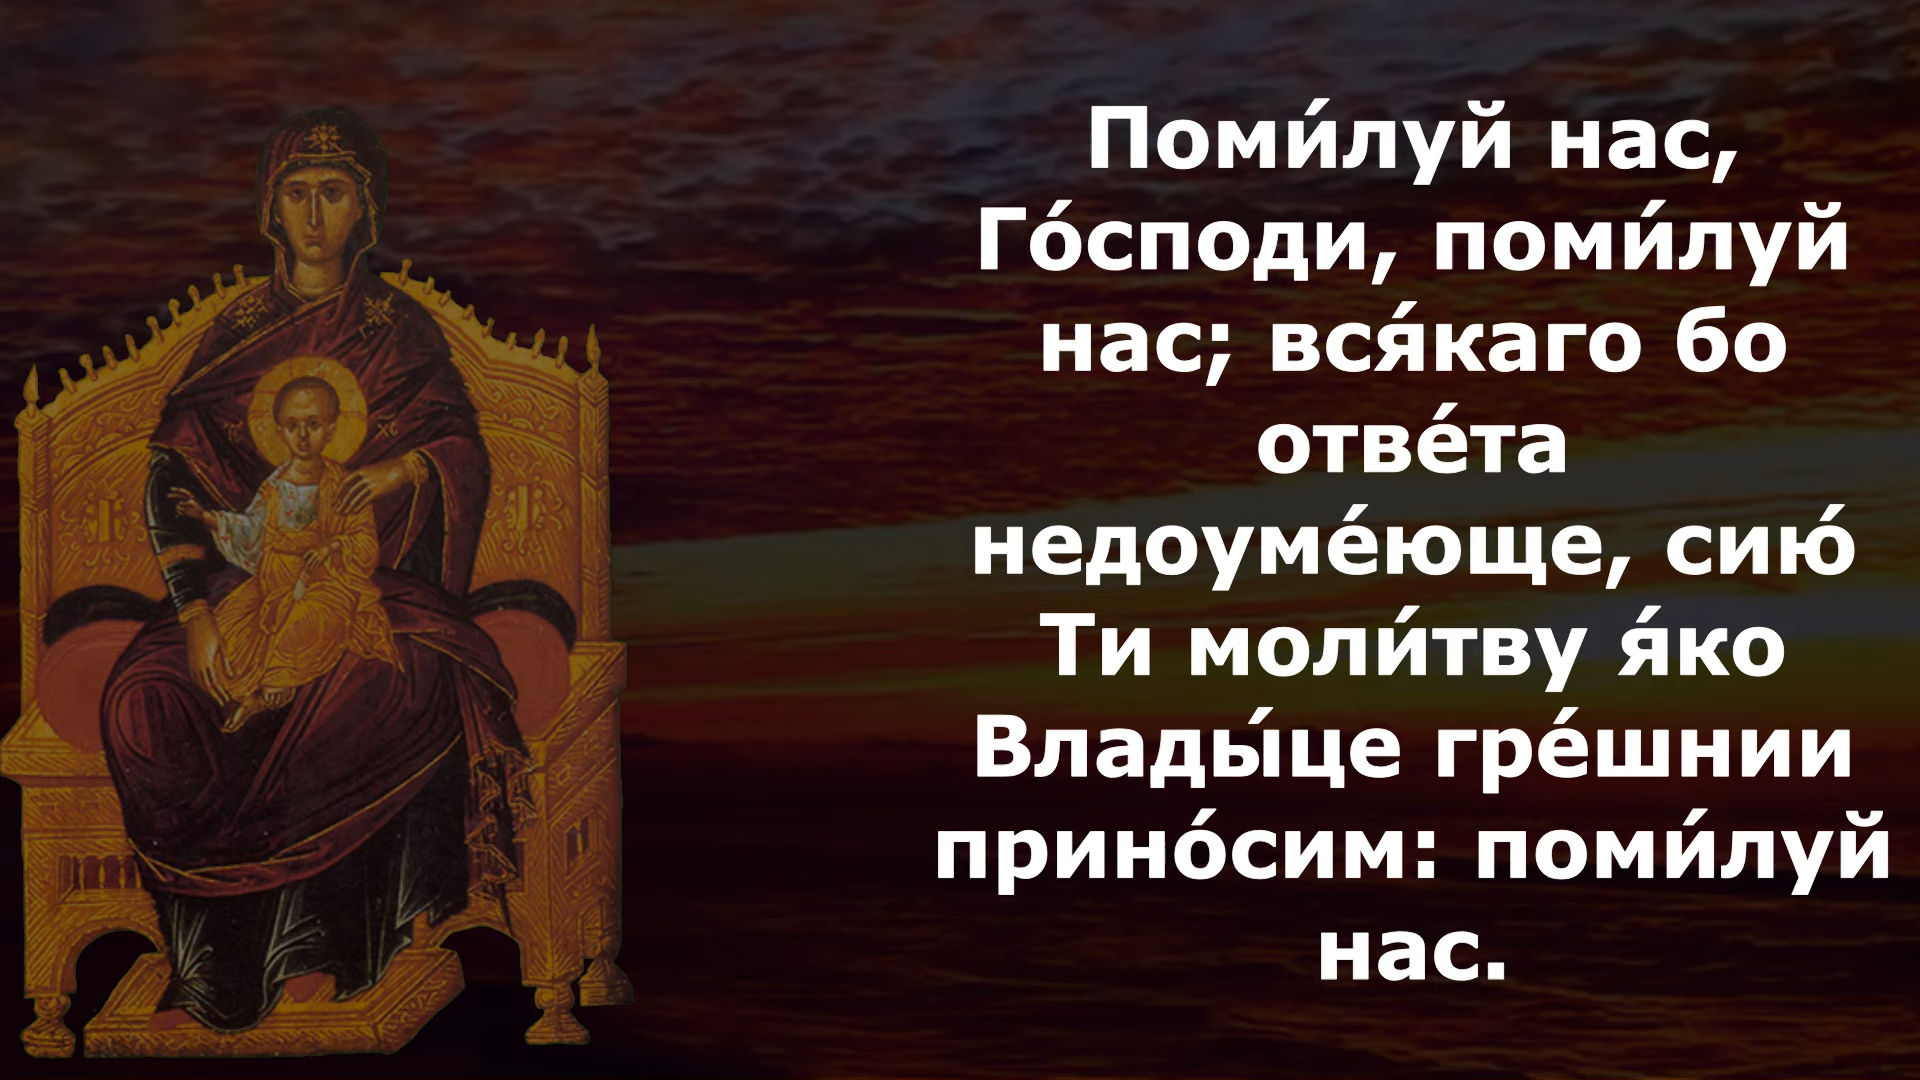 Поми́луй нас,
Го́споди, поми́луй
нас; вся́каго бо
отве́та
недоуме́юще, сию́
Ти моли́тву я́ко
Влады́це гре́шнии
прино́сим: поми́луй
нас.